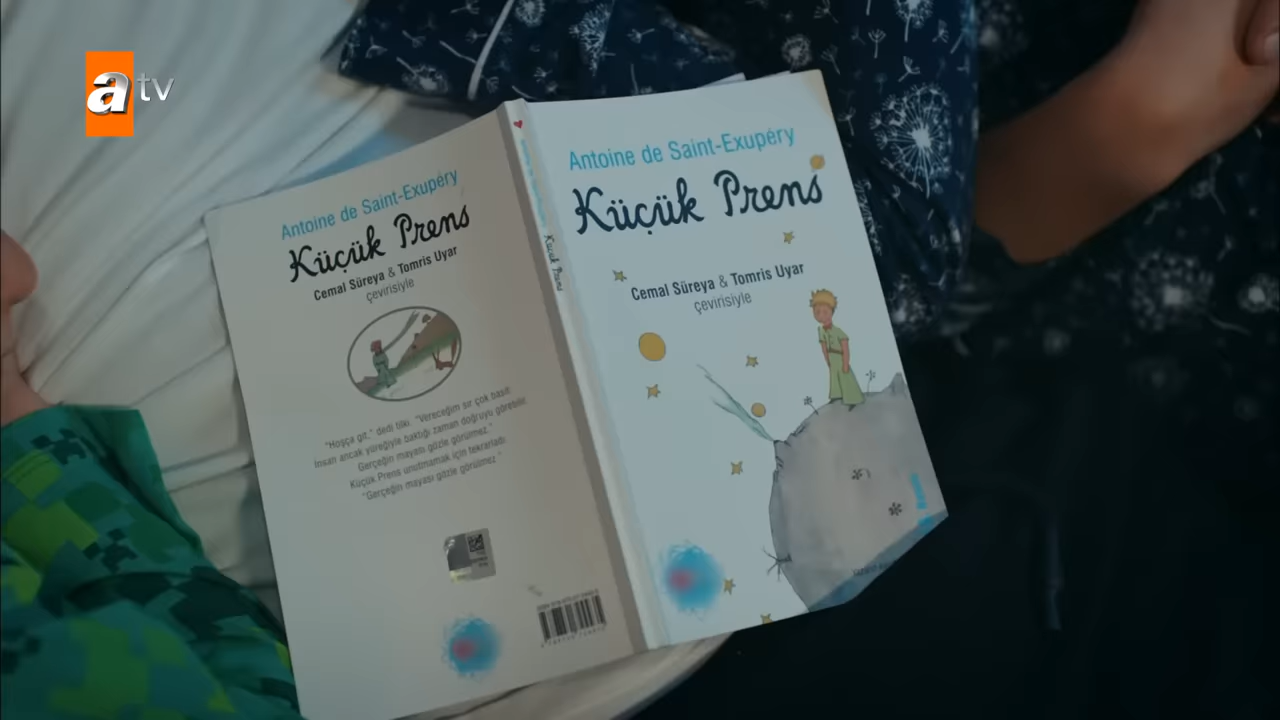 atv
Antoine de Saint-Exupéry
Küçük Prens
Cemal Süreya & Tomris Uyar
çevirisiyle
"Hoşça git," dedi tilki. "Vereceğim sır çok basit:
İnsan ancak yüreğiyle baktığı zaman doğruyu görebilir.
Gerçeğin mayası gözle görülmez."
Küçük Prens unutmamak için tekrarladı:
"Gerçeğin mayası gözle görülmez."
Küçük Prens
Antoine de Saint-Exupéry
Küçük Prens
Cemal Süreya & Tomris Uyar
çevirisiyle